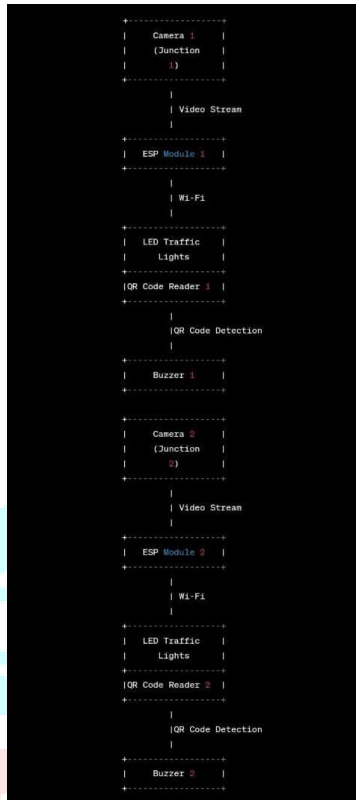 Camera 1
(Junction
1)
Video Stream
ESP Module 1
Wi-Fi
LED Traffic
Lights
QR Code Reader 1
QR Code Detection
Buzzer 1
Camera 2
(Junction
2)
Video Stream
ESP Module 2
Wi-Fi
LED Traffic
Lights
QR Code Reader 2
QR Code Detection
Buzzer 2